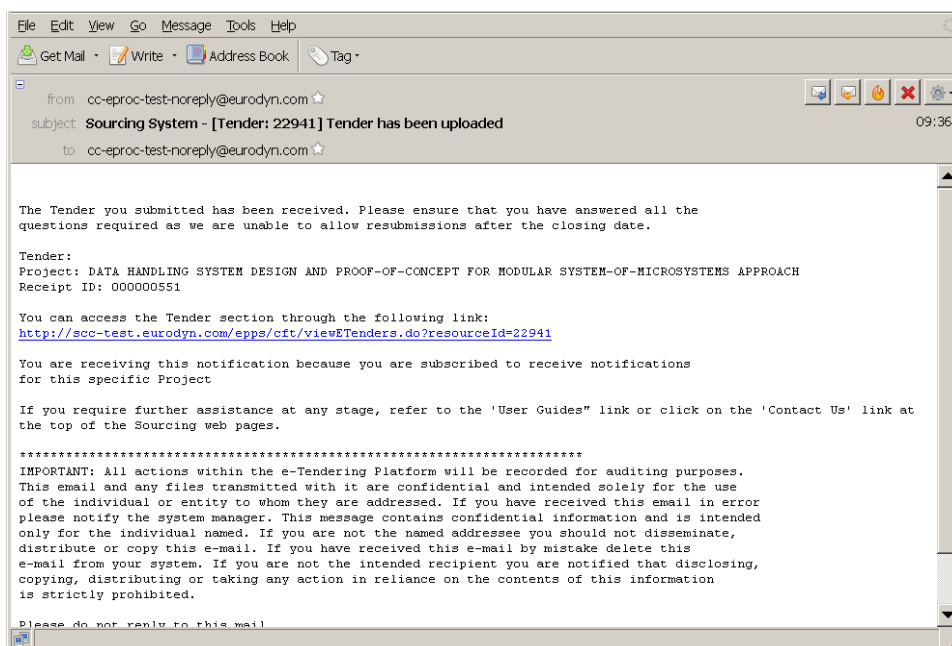 File Edit View Go Message Tools Help
Get Mail Write Address Book Tag
from cc-eproc-test-noreply@eurodyn.com
subject Sourcing System - [Tender: 22941] Tender has been uploaded
09:36
to cc-eproc-test-noreply@eurodyn.com
The Tender you submitted has been received. Please ensure that you have answered all the
questions required as we are unable to allow resubmissions after the closing date.
Tender:
Project: DATA HANDLING SYSTEM DESIGN AND PROOF-OF-CONCEPT FOR MODULAR SYSTEM-OF-MICROSYSTEMS APPROACH
Receipt ID: 000000551
You can access the Tender section through the following link:
http://scc-test.eurodyn.com/epps/cft/viewETenders.do?resourceId=22941
You are receiving this notification because you are subscribed to receive notifications
for this specific Project
If you require further assistance at any stage, refer to the 'User Guides" link or click on the 'Contact Us' link at
the top of the Sourcing web pages.
*************************************************************************
IMPORTANT: All actions within the e-Tendering Platform will be recorded for auditing purposes.
This email and any files transmitted with it are confidential and intended solely for the use
of the individual or entity to whom they are addressed. If you have received this email in error
please notify the system manager. This message contains confidential information and is intended
only for the individual named. If you are not the named addressee you should not disseminate,
distribute or copy this e-mail. If you have received this e-mail by mistake delete this
e-mail from your system. If you are not the intended recipient you are notified that disclosing,
copying, distributing or taking any action in reliance on the contents of this information
is strictly prohibited.
Please do not reply to this mail